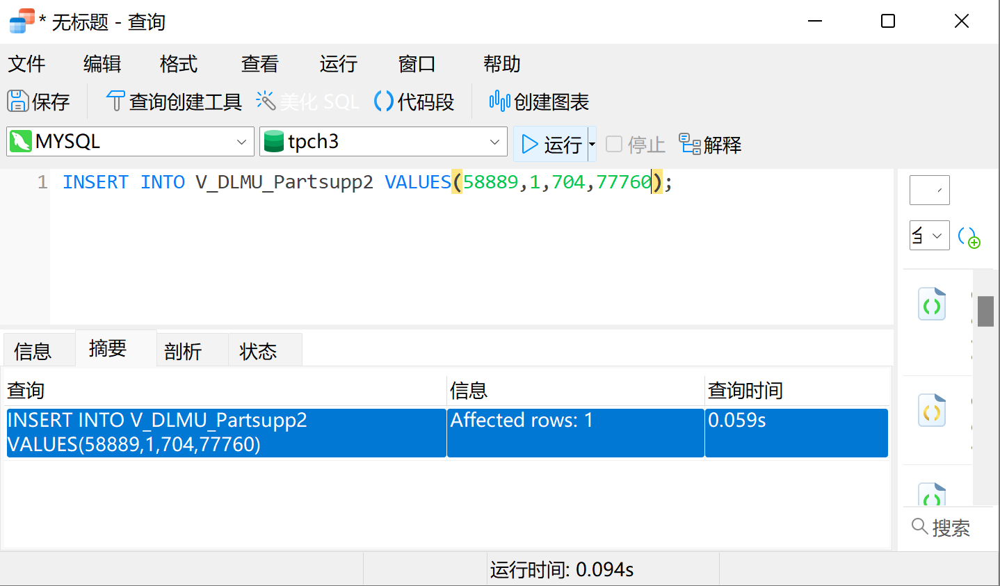 * 无标题 - 查询
文件 编辑 格式 查看 运行 窗口 帮助
保存 查询创建工具 美化 SQL 代码段 创建图表
MYSQL tpch3 运行 停止 解释
1 INSERT INTO V_DLMU_Partsupp2 VALUES(58889,1,704,77760);
信息 摘要 剖析 状态
查询 信息 查询时间
INSERT INTO V_DLMU_Partsupp2 Affected rows: 1 0.059s
VALUES(58889,1,704,77760)
搜索
运行时间: 0.094s